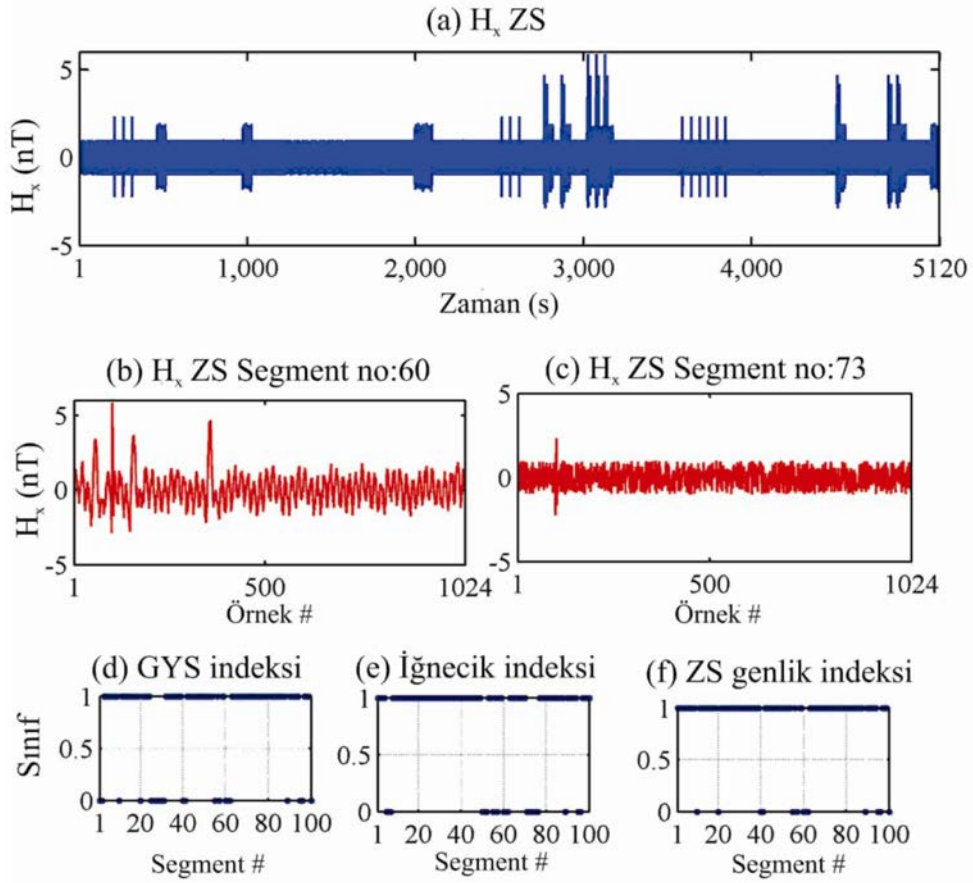 (a) Hₓ ZS
Hₓ (nT)
5
0
-5
1 1,000 2,000 3,000 4,000 5120
Zaman (s)
(b) Hₓ ZS Segment no:60
Hₓ (nT)
5
0
-5
1 500 1024
Örnek #
(c) Hₓ ZS Segment no:73
5
0
-5
1 500 1024
Örnek #
(d) GYS indeksi
Sınıf
1
0.5
0
1 20 40 60 80 100
Segment #
(e) İğnecik indeksi
1
0.5
0
1 20 40 60 80 100
Segment #
(f) ZS genlik indeksi
1
0.5
0
1 20 40 60 80 100
Segment #